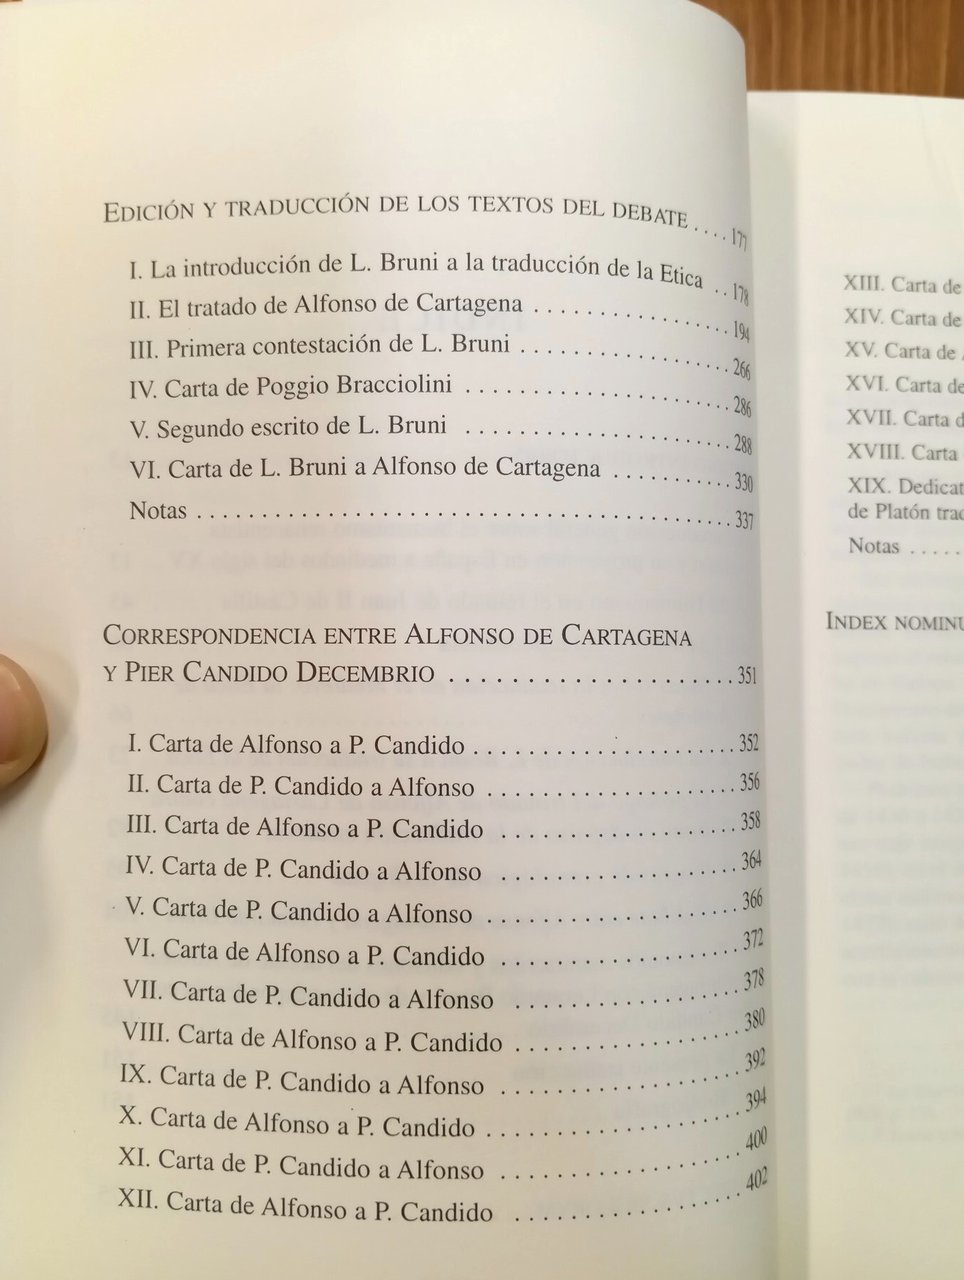 EDICIÓN Y TRADUCCIÓN DE LOS TEXTOS DEL DEBATE .... 177
I. La introducción de L. Bruni a la traducción de la Etica .. 178
II. El tratado de Alfonso de Cartagena .................. 194
III. Primera contestación de L. Bruni ................... 266
IV. Carta de Poggio Bracciolini ....................... 286
V. Segundo escrito de L. Bruni ....................... 288
VI. Carta de L. Bruni a Alfonso de Cartagena .......... 330
Notas .......................................... 337
CORRESPONDENCIA ENTRE ALFONSO DE CARTAGENA
Y PIER CANDIDO DECEMBRIO ..................... 351
I. Carta de Alfonso a P. Candido ..................... 352
II. Carta de P. Candido a Alfonso .................... 356
III. Carta de Alfonso a P. Candido ................... 358
IV. Carta de P. Candido a Alfonso ................... 364
V. Carta de P. Candido a Alfonso .................... 366
VI. Carta de Alfonso a P. Candido ................... 372
VII. Carta de P. Candido a Alfonso .................. 378
VIII. Carta de Alfonso a P. Candido ................. 380
IX. Carta de P. Candido a Alfonso ................... 392
X. Carta de Alfonso a P. Candido .................... 394
XI. Carta de P. Candido a Alfonso ................... 400
XII. Carta de Alfonso a P. Candido .................. 402
XIII. Carta de
XIV. Carta de
XV. Carta de
XVI. Carta de
XVII. Carta
XVIII. Carta
XIX.
de Platón
Notas .....
INDEX